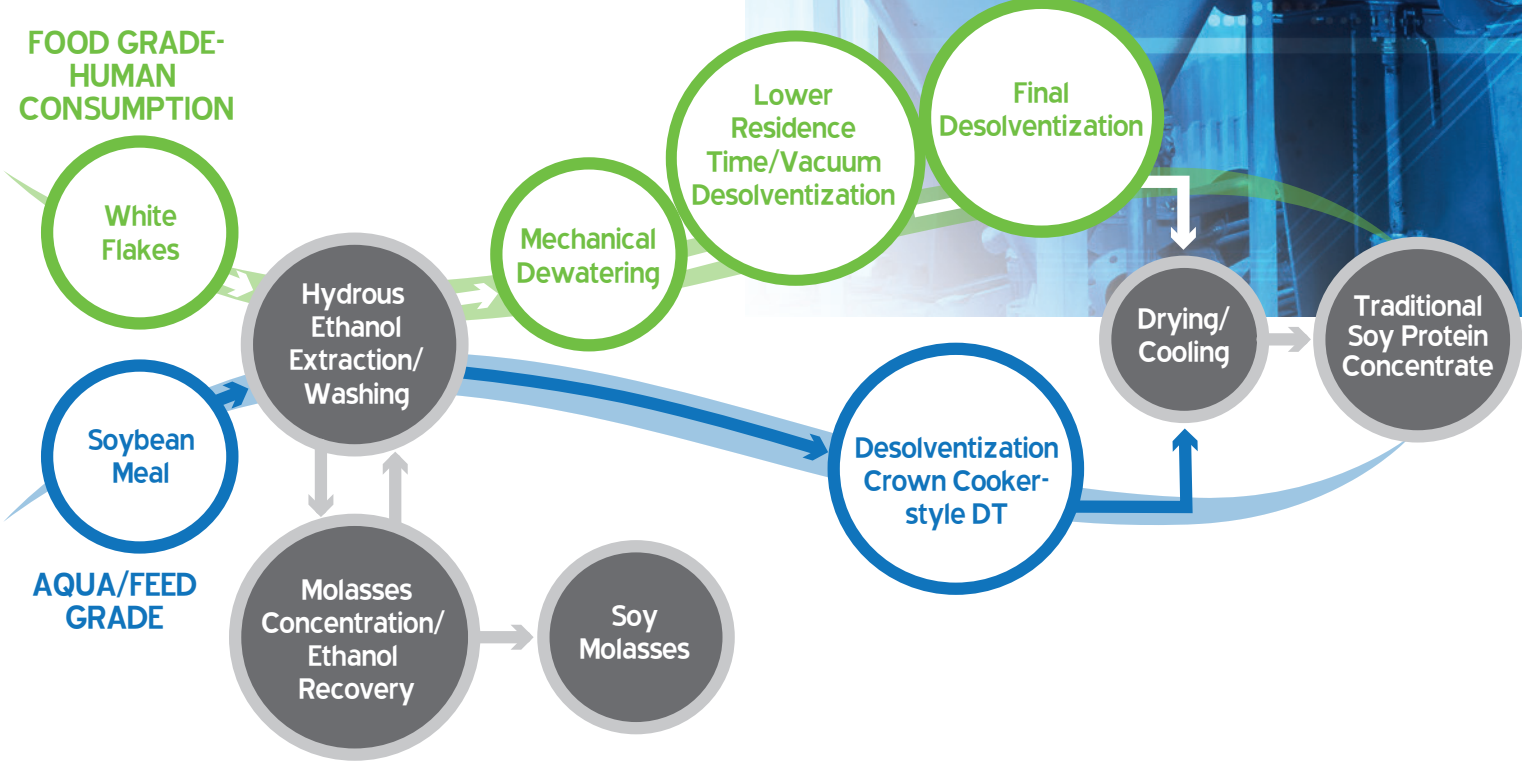 FOOD GRADE-
HUMAN
CONSUMPTION
White
Flakes
Hydrous
Ethanol
Extraction/
Washing
Mechanical
Dewatering
Lower
Residence
Time/Vacuum
Desolventization
Final
Desolventization
Drying/
Cooling
Traditional
Soy Protein
Concentrate
Soybean
Meal
AQUA/FEED
GRADE
Desolventization
Crown Cooker-
style DT
Molasses
Concentration/
Ethanol
Recovery
Soy
Molasses